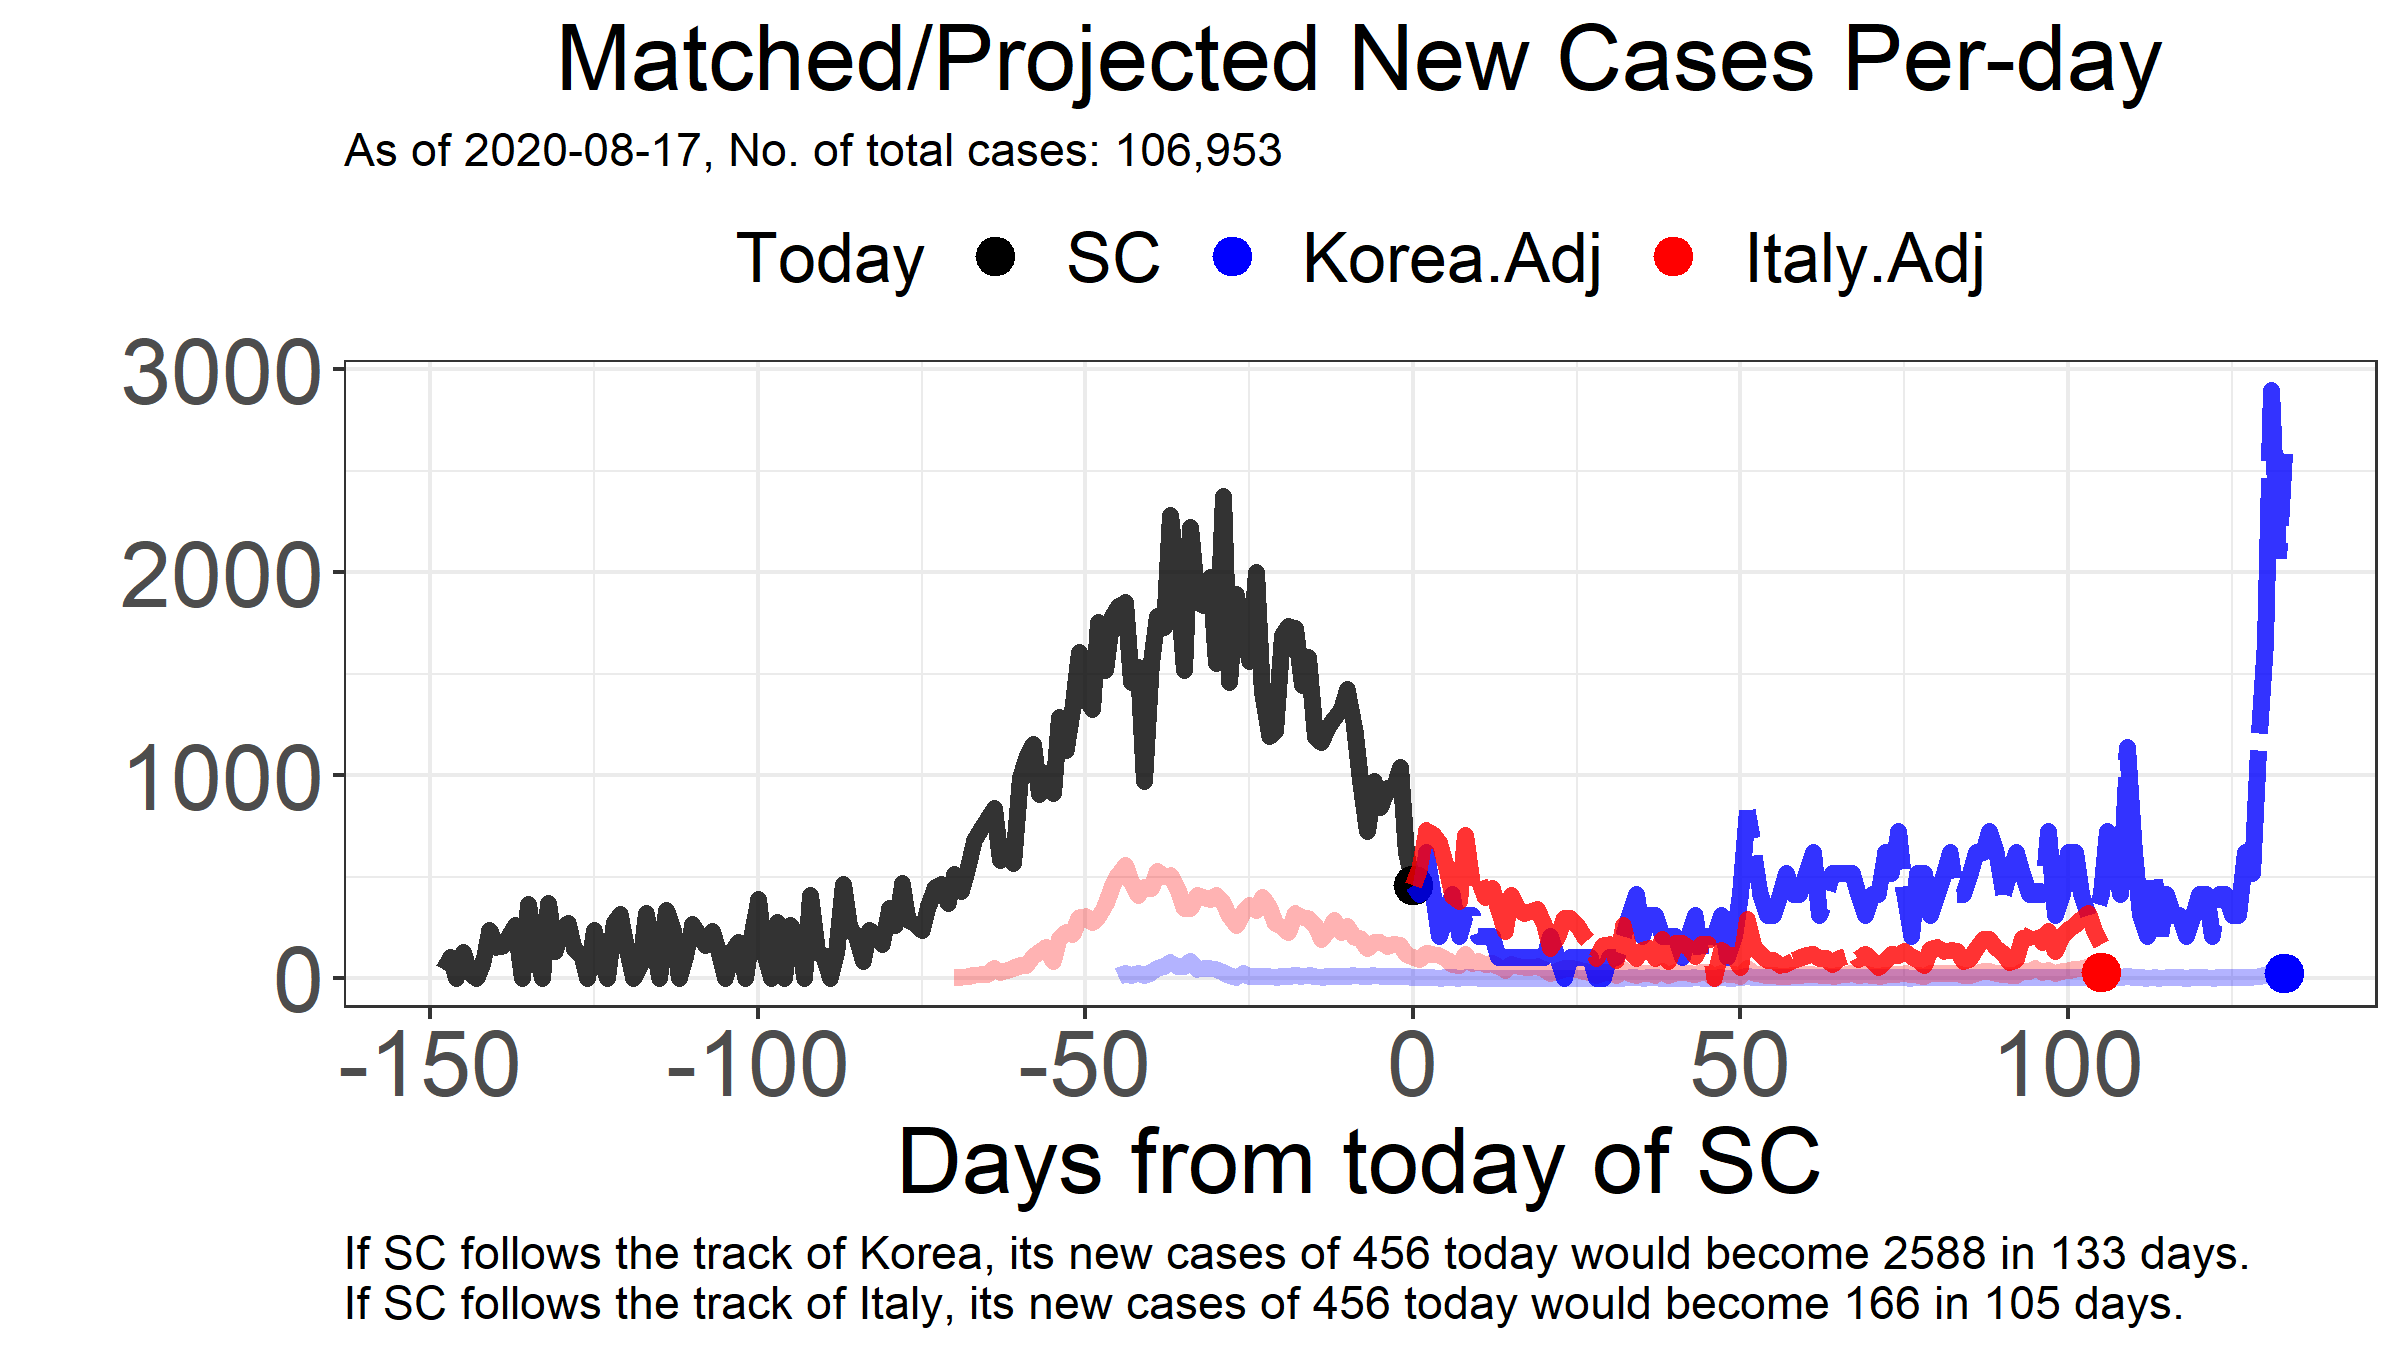 Matched/Projected New Cases Per-day
As of 2020-08-17, No. of total cases: 106,953
Today SC Korea.Adj Italy.Adj
3000
2000
1000
0
-150 -100 -50 0 50 100
Days from today of SC
If SC follows the track of Korea, its new cases of 456 today would become 2588 in 133 days.
If SC follows the track of Italy, its new cases of 456 today would become 166 in 105 days.